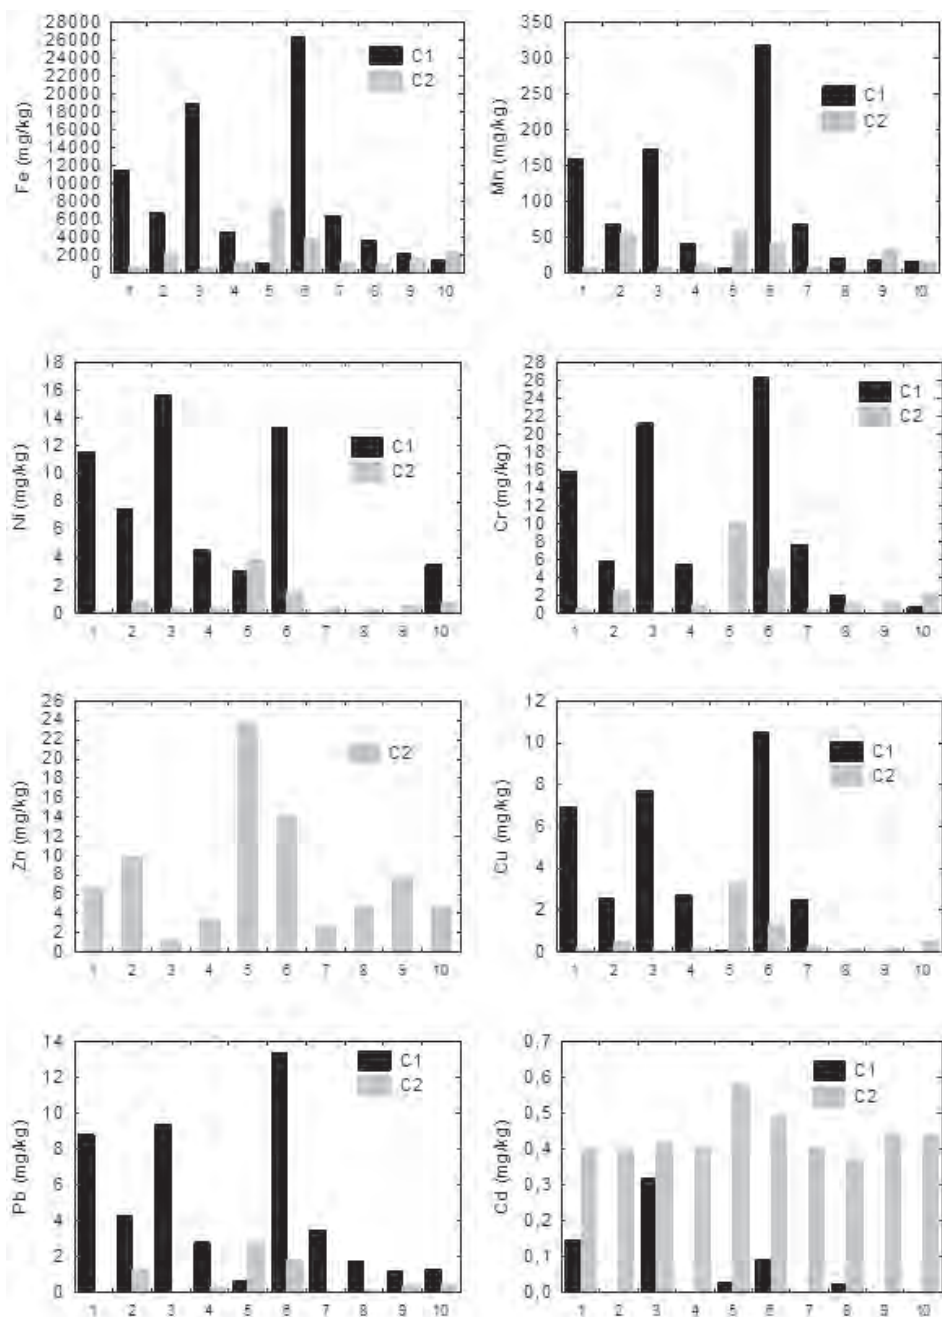 Fe (mg/kg)
28000
26000
24000
22000
20000
18000
16000
14000
12000
10000
8000
6000
4000
2000
0
C1
C2
1 2 3 4 5 6 7 8 9 10
Mn (mg/kg)
350
300
250
200
150
100
50
0
C1
C2
1 2 3 4 5 6 7 8 9 10
Ni (mg/kg)
18
16
14
12
10
8
6
4
2
0
C1
C2
1 2 3 4 5 6 7 8 9 10
Cr (mg/kg)
28
26
24
22
20
18
16
14
12
10
8
6
4
2
0
C1
C2
1 2 3 4 5 6 7 8 9 10
Zn (mg/kg)
26
24
22
20
18
16
14
12
10
8
6
4
2
0
C2
1 2 3 4 5 6 7 8 9 10
Cu (mg/kg)
12
10
8
6
4
2
0
C1
C2
1 2 3 4 5 6 7 8 9 10
Pb (mg/kg)
14
12
10
8
6
4
2
0
C1
C2
1 2 3 4 5 6 7 8 9 10
Cd (mg/kg)
0,7
0,6
0,5
0,4
0,3
0,2
0,1
0,0
C1
C2
1 2 3 4 5 6 7 8 9 10